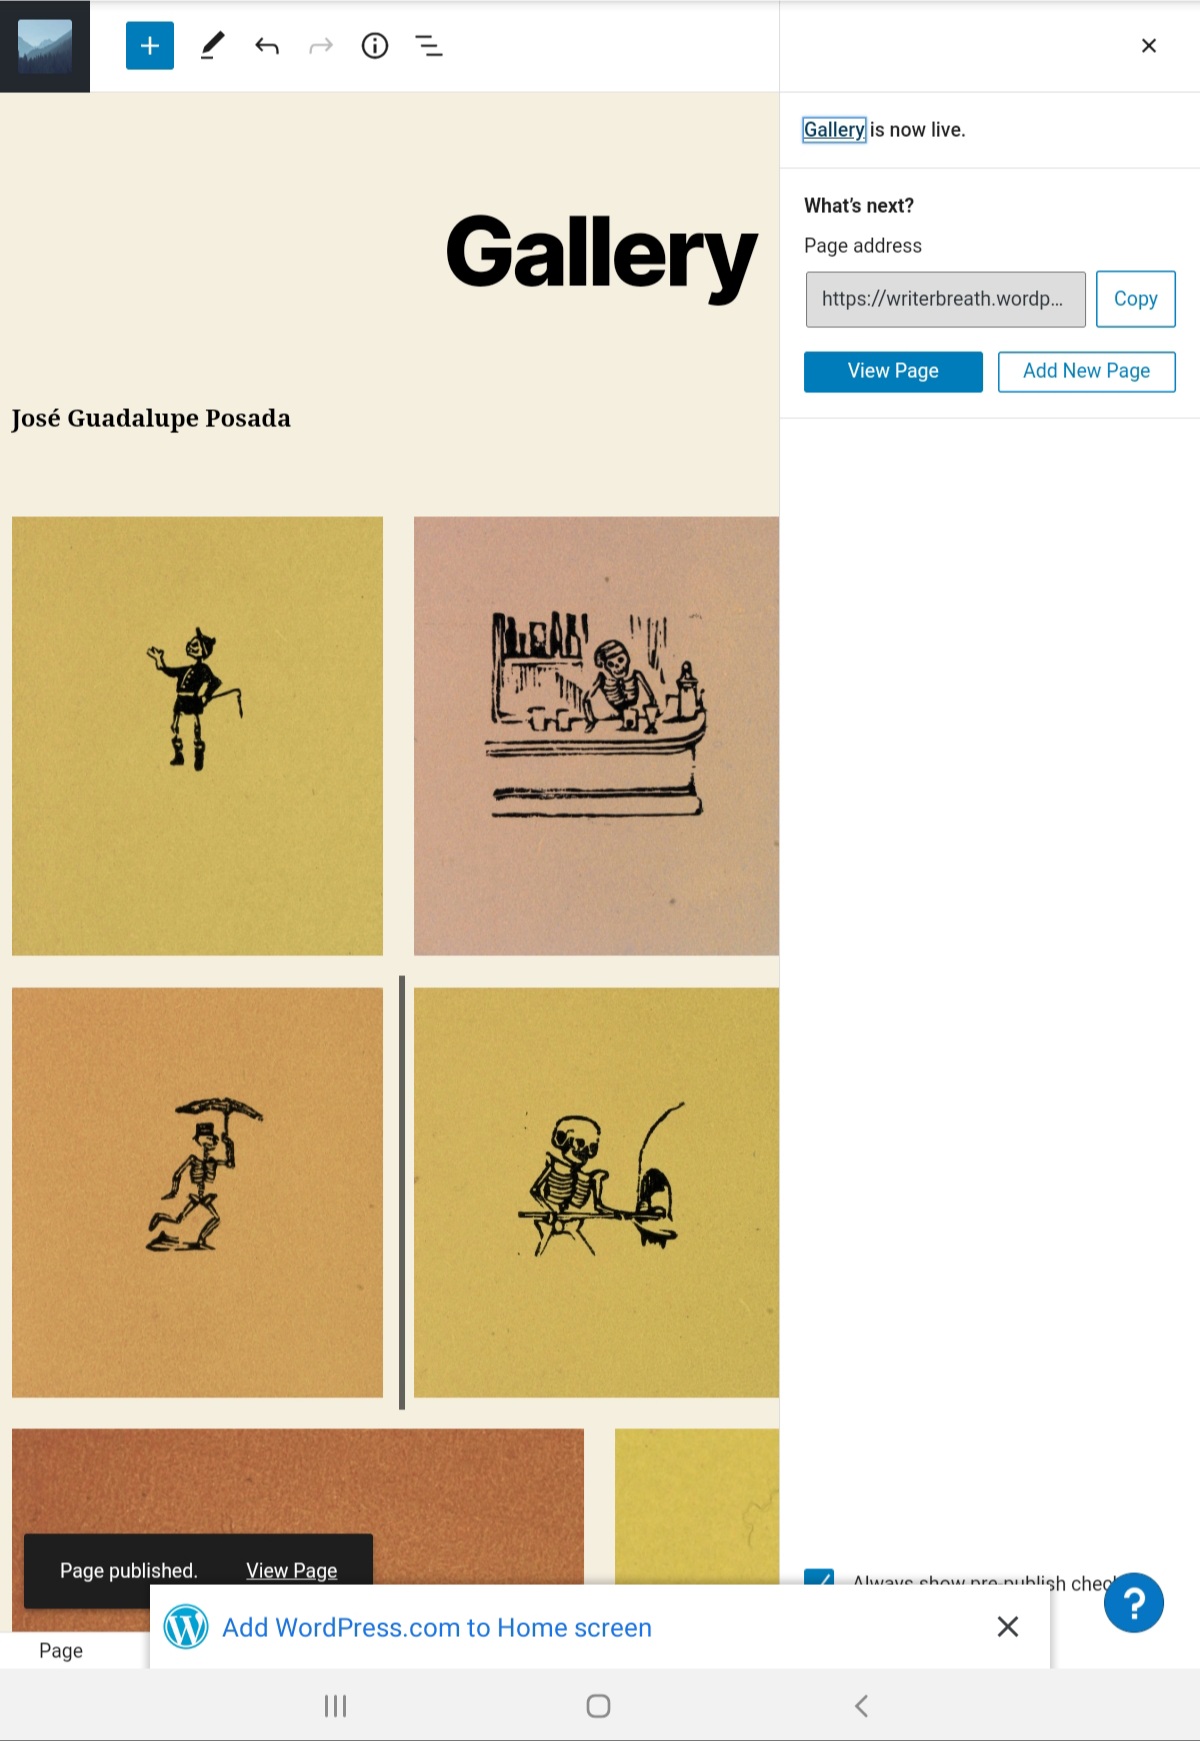 Gallery is now live.
What's next?
Page address
https://writerbreath.wordp...
Copy
View Page
Add New Page
Gallery
José Guadalupe Posada
Page published.
View Page
Always show pre-publish chec
?
Add WordPress.com to Home screen
Page